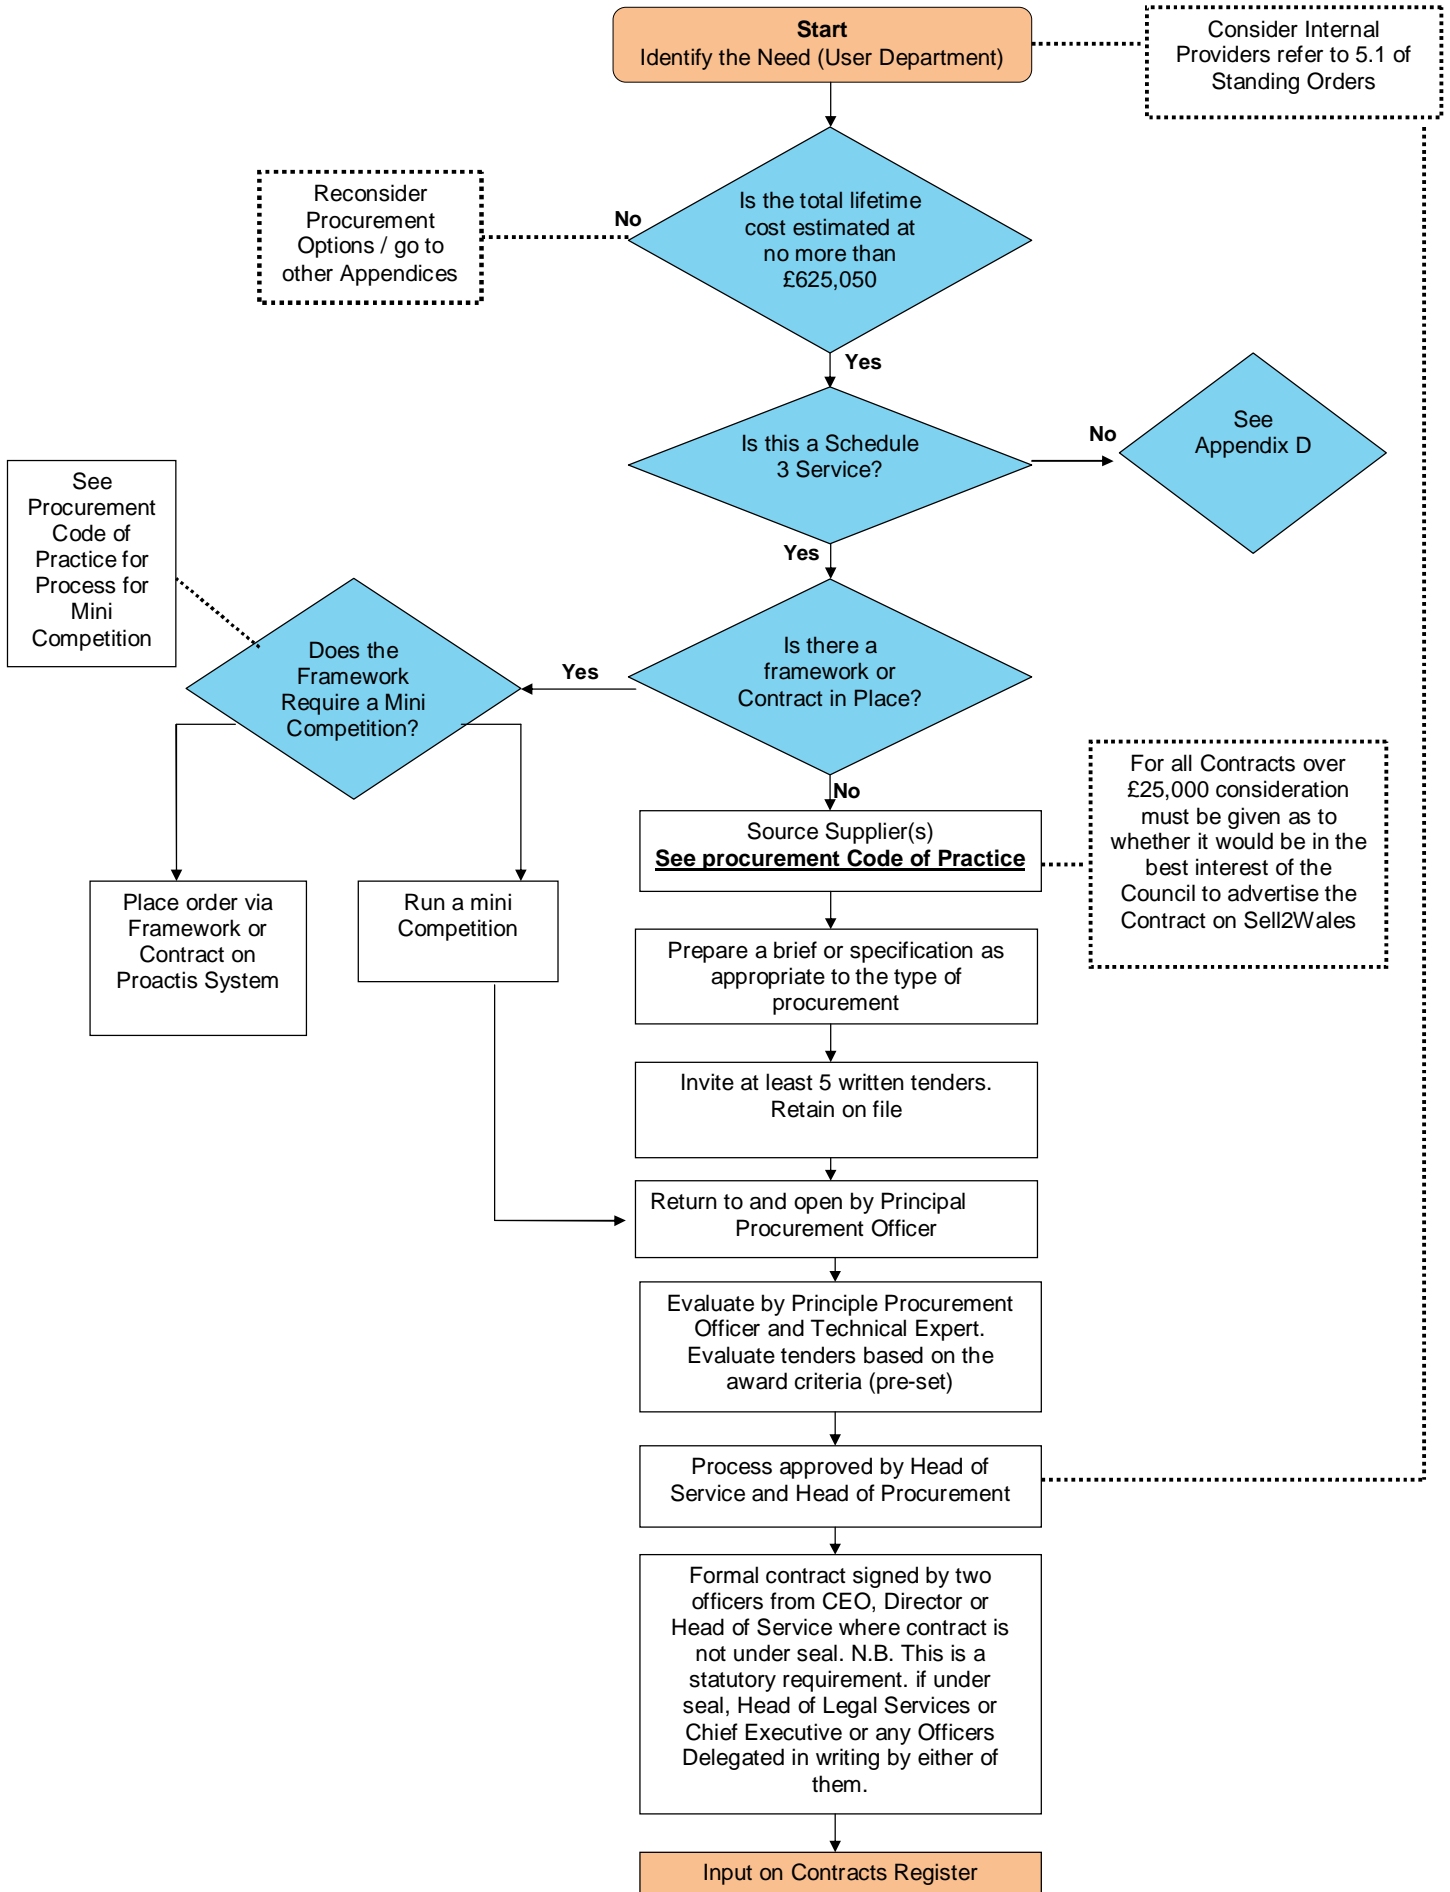 Start
Identify the Need (User Department)
Consider Internal
Providers refer to 5.1 of
Standing Orders
Reconsider
Procurement
Options / go to
other Appendices
No
Is the total lifetime
cost estimated at
no more than
£625,050
Yes
Is this a Schedule
3 Service?
No
See
Appendix D
Yes
See
Procurement
Code of
Practice for
Process for
Mini
Competition
Does the
Framework
Require a Mini
Competition?
Yes
Is there a
framework or
Contract in Place?
No
For all Contracts over
£25,000 consideration
must be given as to
whether it would be in the
best interest of the
Council to advertise the
Contract on Sell2Wales
Source Supplier(s)
See procurement Code of Practice
Place order via
Framework or
Contract on
Proactis System
Run a mini
Competition
Prepare a brief or specification as
appropriate to the type of
procurement
Invite at least 5 written tenders.
Retain on file
Return to and open by Principal
Procurement Officer
Evaluate by Principle Procurement
Officer and Technical Expert.
Evaluate tenders based on the
award criteria (pre-set)
Process approved by Head of
Service and Head of Procurement
Formal contract signed by two
officers from CEO, Director or
Head of Service where contract is
not under seal. N.B. This is a
statutory requirement. if under
seal, Head of Legal Services or
Chief Executive or any Officers
Delegated in writing by either of
them.
Input on Contracts Register